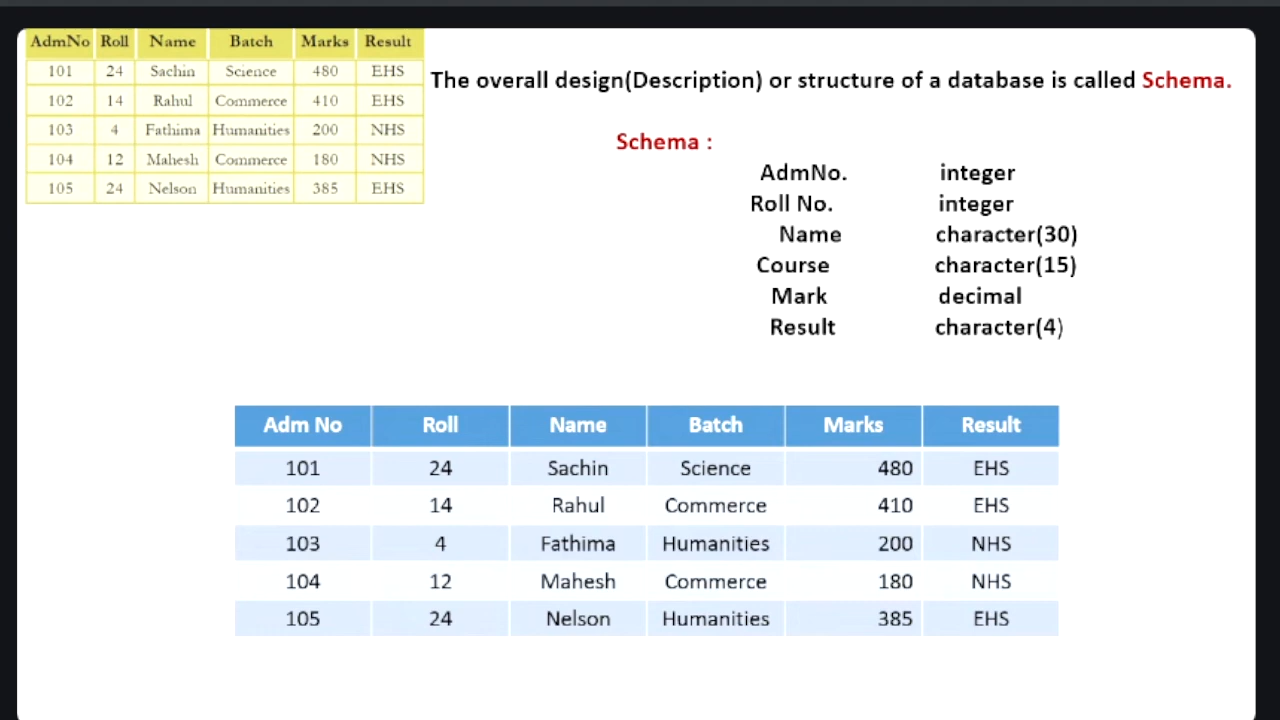 AdmNo Roll Name Batch Marks Result
101 24 Sachin Science 480 EHS
102 14 Rahul Commerce 410 EHS
103 4 Fathima Humanities 200 NHS
104 12 Mahesh Commerce 180 NHS
105 24 Nelson Humanities 385 EHS
The overall design(Description) or structure of a database is called Schema.
Schema :
AdmNo. integer
Roll No. integer
Name character(30)
Course character(15)
Mark decimal
Result character(4)
Adm No Roll Name Batch Marks Result
101 24 Sachin Science 480 EHS
102 14 Rahul Commerce 410 EHS
103 4 Fathima Humanities 200 NHS
104 12 Mahesh Commerce 180 NHS
105 24 Nelson Humanities 385 EHS